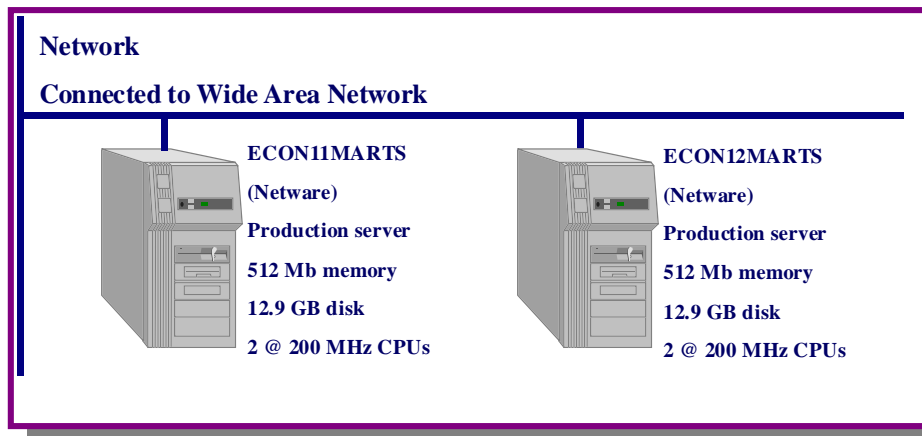 Network
Connected to Wide Area Network
ECON11MARTS
(Netware)
Production server
512 Mb memory
12.9 GB disk
2 @ 200 MHz CPUs
ECON12MARTS
(Netware)
Production server
512 Mb memory
12.9 GB disk
2 @ 200 MHz CPUs